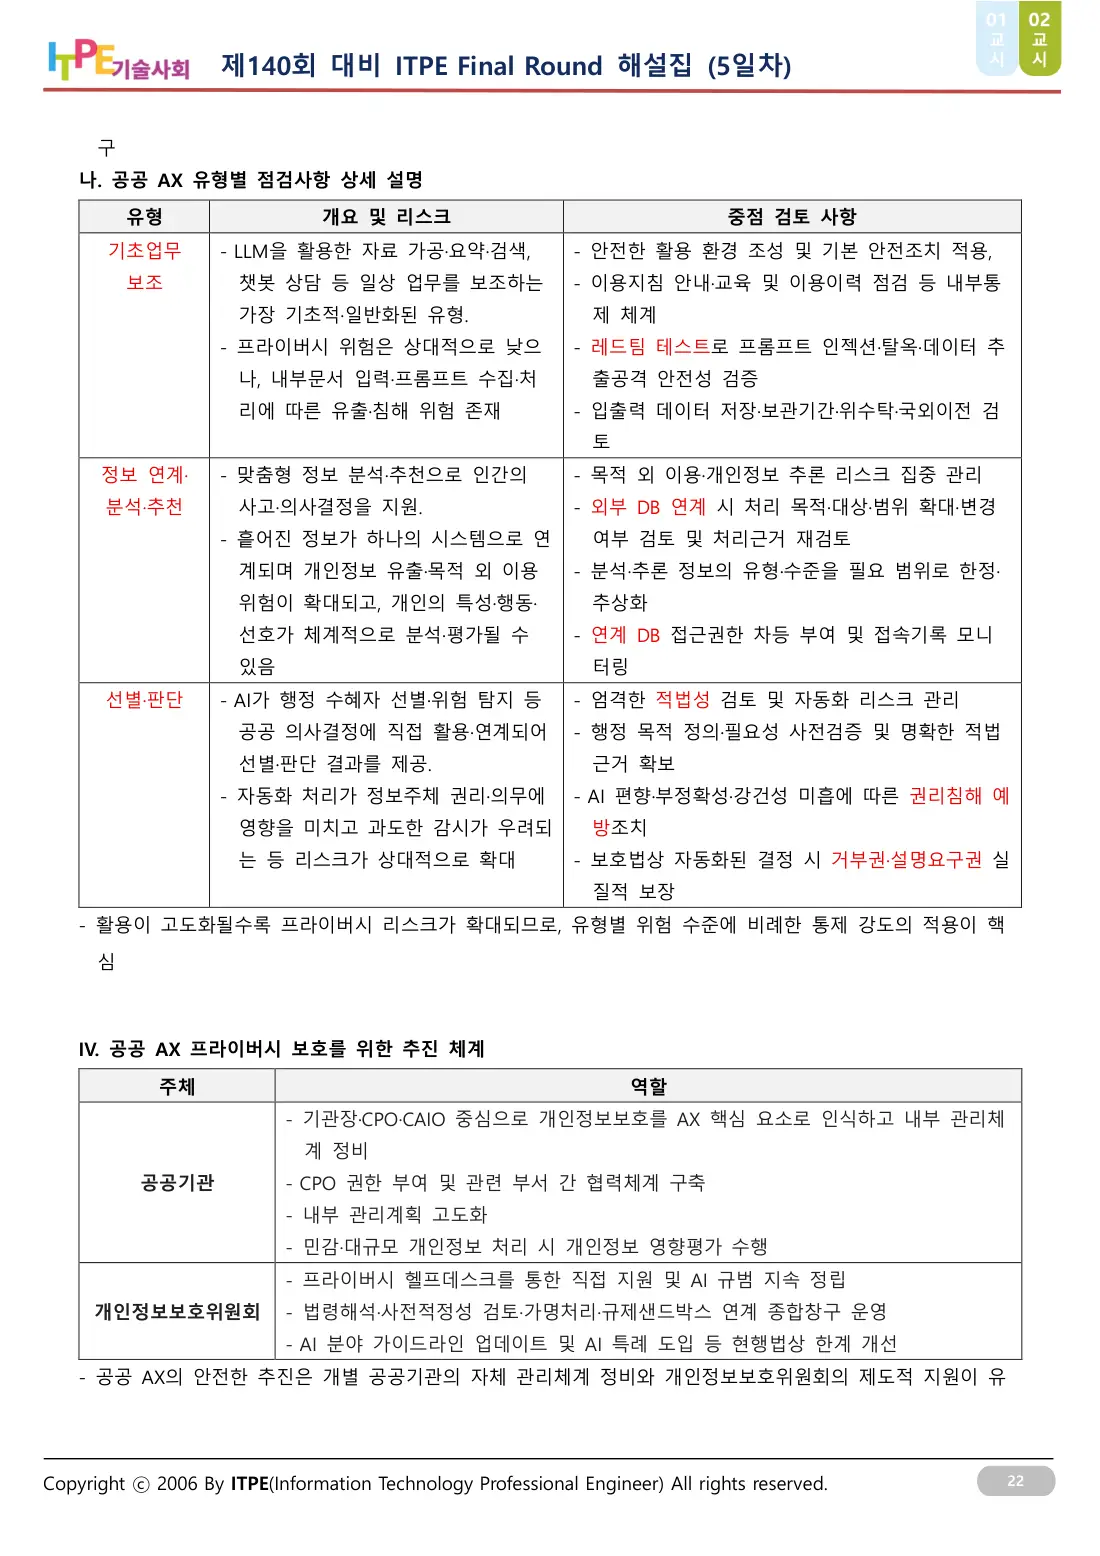 01
교
시
02
교
시
ITPE기술사회 제140회 대비 ITPE Final Round 해설집 (5일차)
구
나. 공공 AX 유형별 점검사항 상세 설명
유형 개요 및 리스크 중점 검토 사항
기초업무
보조
- LLM을 활용한 자료 가공·요약·검색,
챗봇 상담 등 일상 업무를 보조하는
가장 기초적·일반화된 유형.
- 프라이버시 위험은 상대적으로 낮으
나, 내부문서 입력·프롬프트 수집·처
리에 따른 유출·침해 위험 존재
- 안전한 활용 환경 조성 및 기본 안전조치 적용,
- 이용지침 안내·교육 및 이용이력 점검 등 내부통
제 체계
- 레드팀 테스트로 프롬프트 인젝션·탈옥·데이터 추
출공격 안전성 검증
- 입출력 데이터 저장·보관기간·위수탁·국외이전 검
토
정보 연계·
분석·추천
- 맞춤형 정보 분석·추천으로 인간의
사고·의사결정을 지원.
- 흩어진 정보가 하나의 시스템으로 연
계되며 개인정보 유출·목적 외 이용
위험이 확대되고, 개인의 특성·행동·
선호가 체계적으로 분석·평가될 수
있음
- 목적 외 이용·개인정보 추론 리스크 집중 관리
- 외부 DB 연계 시 처리 목적·대상·범위 확대·변경
여부 검토 및 처리근거 재검토
- 분석·추론 정보의 유형·수준을 필요 범위로 한정·
추상화
- 연계 DB 접근권한 차등 부여 및 접속기록 모니
터링
선별·판단
- AI가 행정 수혜자 선별·위험 탐지 등
공공 의사결정에 직접 활용·연계되어
선별·판단 결과를 제공.
- 자동화 처리가 정보주체 권리·의무에
영향을 미치고 과도한 감시가 우려되
는 등 리스크가 상대적으로 확대
- 엄격한 적법성 검토 및 자동화 리스크 관리
- 행정 목적 정의·필요성 사전검증 및 명확한 적법
근거 확보
- AI 편향·부정확성·강건성 미흡에 따른 권리침해 예
방조치
- 보호법상 자동화된 결정 시 거부권·설명요구권 실
질적 보장
- 활용이 고도화될수록 프라이버시 리스크가 확대되므로, 유형별 위험 수준에 비례한 통제 강도의 적용이 핵
심
IV. 공공 AX 프라이버시 보호를 위한 추진 체계
주체 역할
공공기관
- 기관장·CPO·CAIO 중심으로 개인정보보호를 AX 핵심 요소로 인식하고 내부 관리체
계 정비
- CPO 권한 부여 및 관련 부서 간 협력체계 구축
- 내부 관리계획 고도화
- 민감·대규모 개인정보 처리 시 개인정보 영향평가 수행
개인정보보호위원회
- 프라이버시 헬프데스크를 통한 직접 지원 및 AI 규범 지속 정립
- 법령해석·사전적정성 검토·가명처리·규제샌드박스 연계 종합창구 운영
- AI 분야 가이드라인 업데이트 및 AI 특례 도입 등 현행법상 한계 개선
- 공공 AX의 안전한 추진은 개별 공공기관의 자체 관리체계 정비와 개인정보보호위원회의 제도적 지원이 유
Copyright ⓒ 2006 By ITPE(Information Technology Professional Engineer) All rights reserved.
22